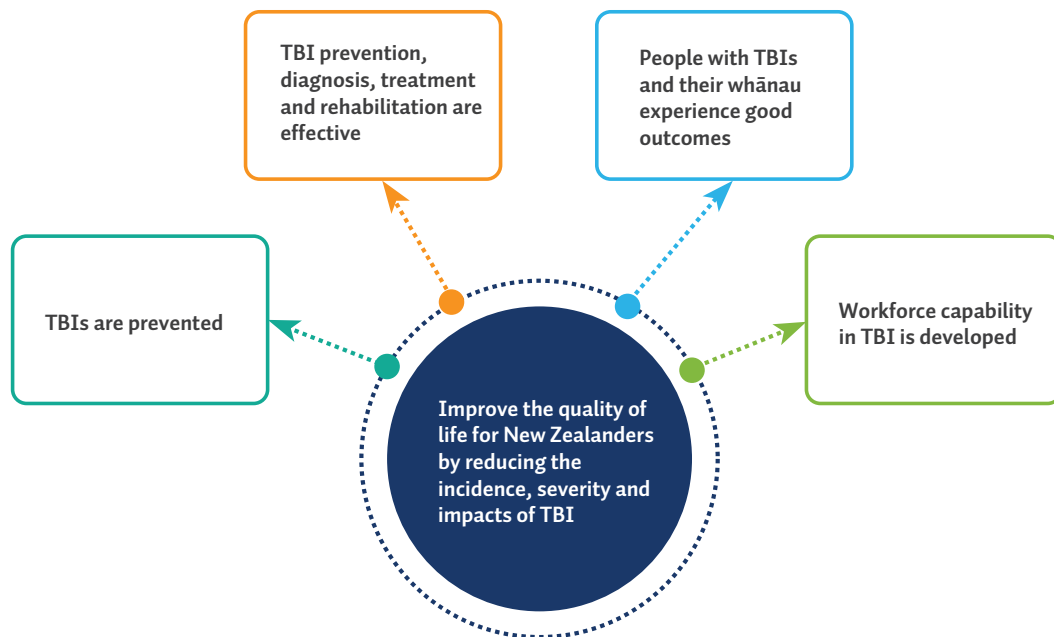 TBI prevention,
diagnosis, treatment
and rehabilitation are
effective
People with TBIs
and their whānau
experience good
outcomes
TBIs are prevented
Workforce capability
in TBI is developed
Improve the quality of
life for New Zealanders
by reducing the
incidence, severity and
impacts of TBI